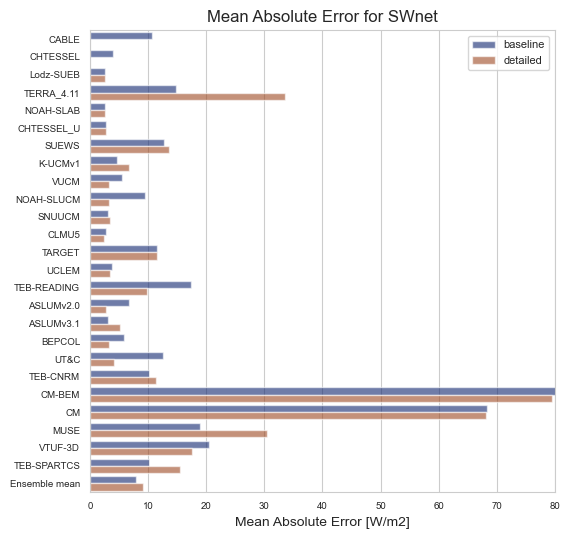 Mean Absolute Error for SWnet
baseline
detailed
CABLE
CHTESSEL
Lodz-SUEB
TERRA_4.11
NOAH-SLAB
CHTESSEL_U
SUEWS
K-UCMv1
VUCM
NOAH-SLUCM
SNUUCM
CLMU5
TARGET
UCLEM
TEB-READING
ASLUMv2.0
ASLUMv3.1
BEPCOL
UT&C
TEB-CNRM
CM-BEM
CM
MUSE
VTUF-3D
TEB-SPARTCS
Ensemble mean
0 10 20 30 40 50 60 70 80
Mean Absolute Error [W/m2]